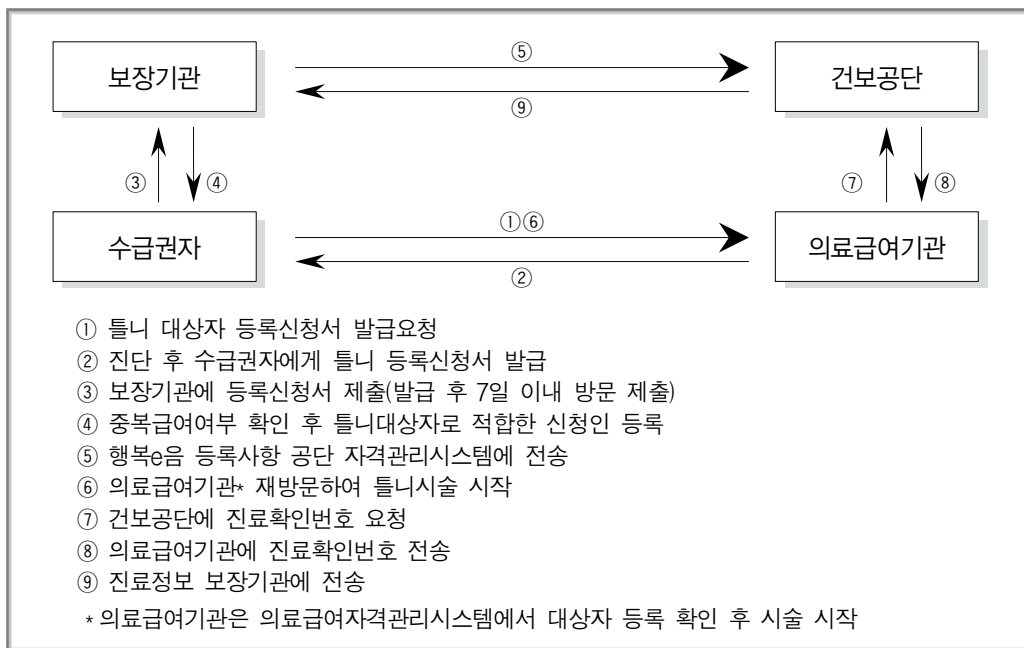 ⑤
보장기관
건보공단
⑨
③
④
⑦
⑧
①⑥
수급권자
의료급여기관
②
① 틀니 대상자 등록신청서 발급요청
② 진단 후 수급권자에게 틀니 등록신청서 발급
③ 보장기관에 등록신청서 제출(발급 후 7일 이내 방문 제출)
④ 중복급여여부 확인 후 틀니대상자로 적합한 신청인 등록
⑤ 행복e음 등록사항 공단 자격관리시스템에 전송
⑥ 의료급여기관* 재방문하여 틀니시술 시작
⑦ 건보공단에 진료확인번호 요청
⑧ 의료급여기관에 진료확인번호 전송
⑨ 진료정보 보장기관에 전송
* 의료급여기관은 의료급여자격관리시스템에서 대상자 등록 확인 후 시술 시작